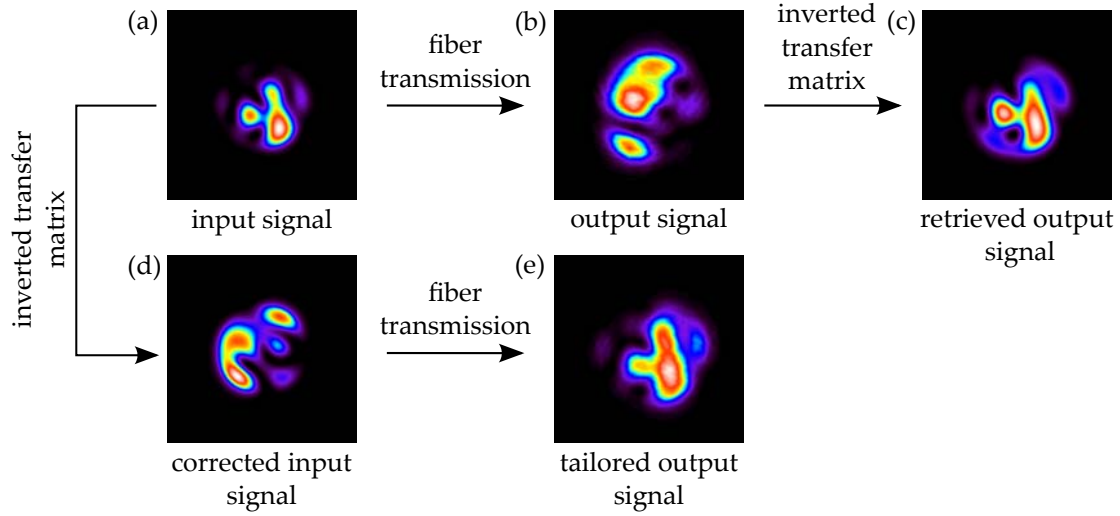 (a)
fiber
transmission
(b)
inverted
transfer
matrix
(c)
input signal
output signal
retrieved output
signal
inverted transfer
matrix
(d)
fiber
transmission
(e)
corrected input
signal
tailored output
signal